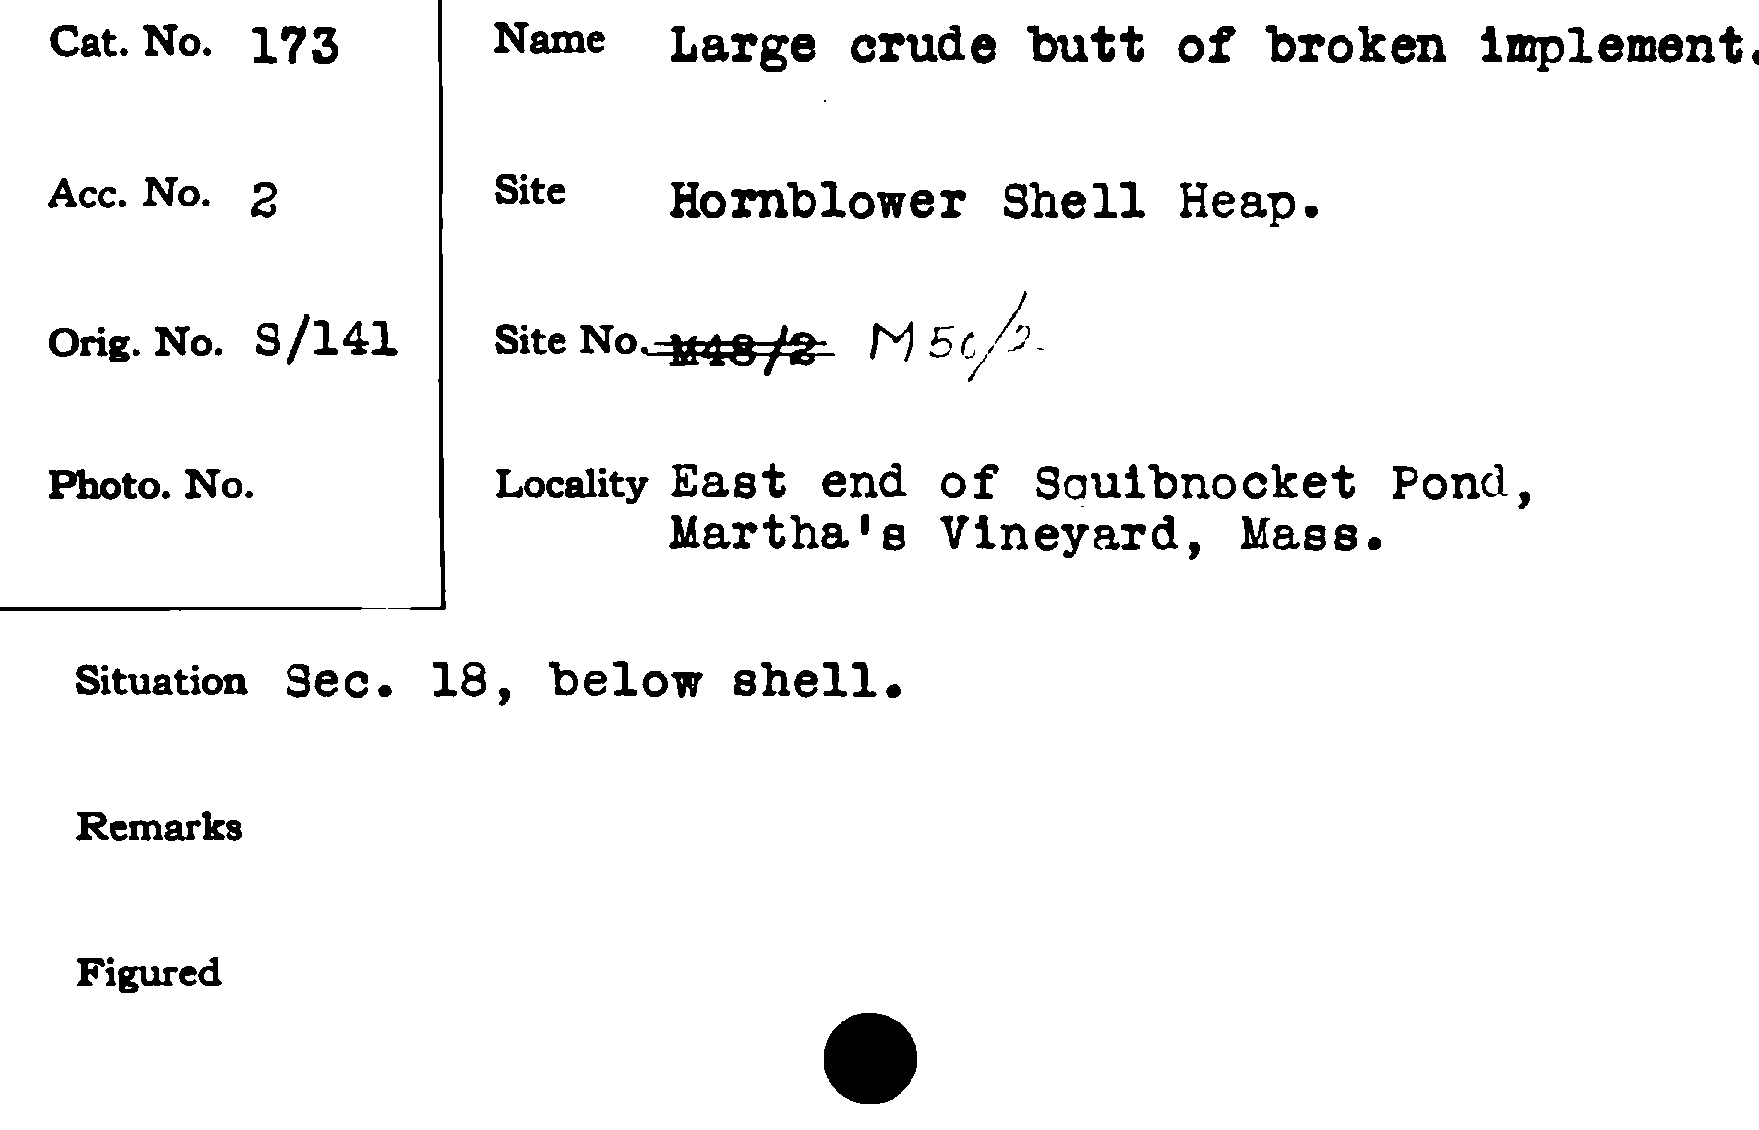 Cat. No. 173
Name Large crude butt of broken implement.
Acc. No. 2
Site Hornblower Shell Heap.
Orig. No. S/141
Site No. M48/2 M50/2
Photo. No.
Locality East end of Squibnocket Pond,
Martha's Vineyard, Mass.
Situation Sec. 18, below shell.
Remarks
Figured